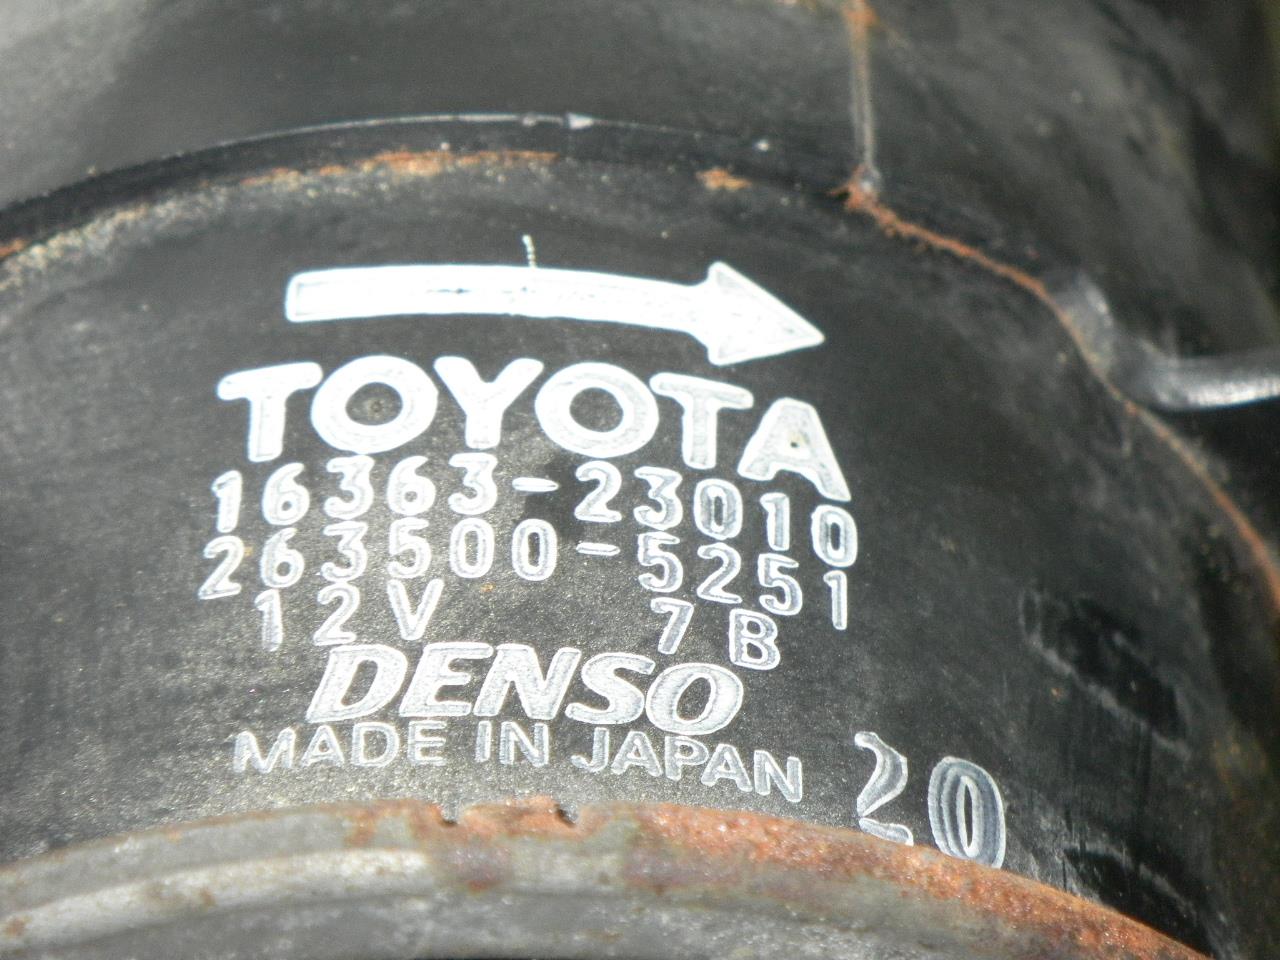 TOYOTA
16363-23010
263500-5251
12V 7B
DENSO
MADE IN JAPAN
20